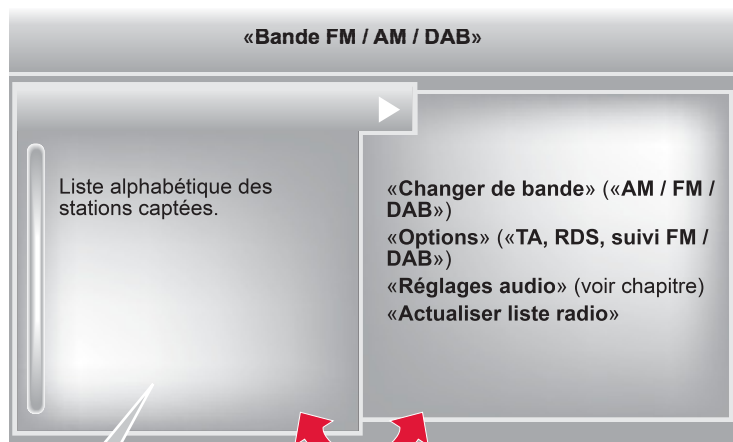 «Bande FM / AM / DAB»
Liste alphabétique des
stations captées.
«Changer de bande» («AM / FM /
DAB»)
«Options» («TA, RDS, suivi FM /
DAB»)
«Réglages audio» (voir chapitre)
«Actualiser liste radio»